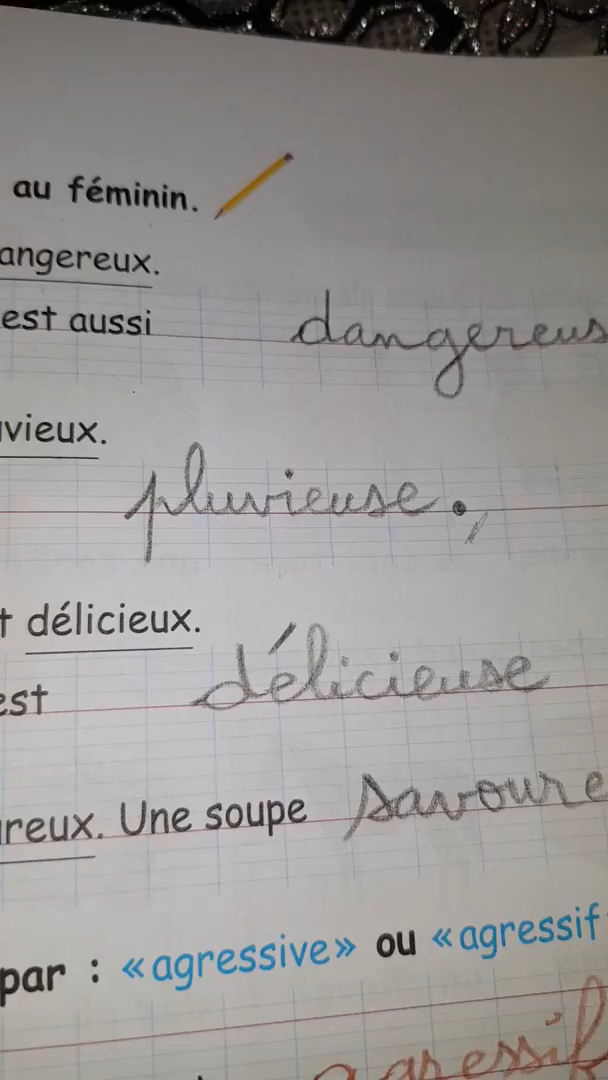 au féminin.
angereux.
est aussi dangereus
vieux.
pluvieuse.
t délicieux.
est délicieuse
reux. Une soupe savoure
par : «agressive» ou «agressif
agressif